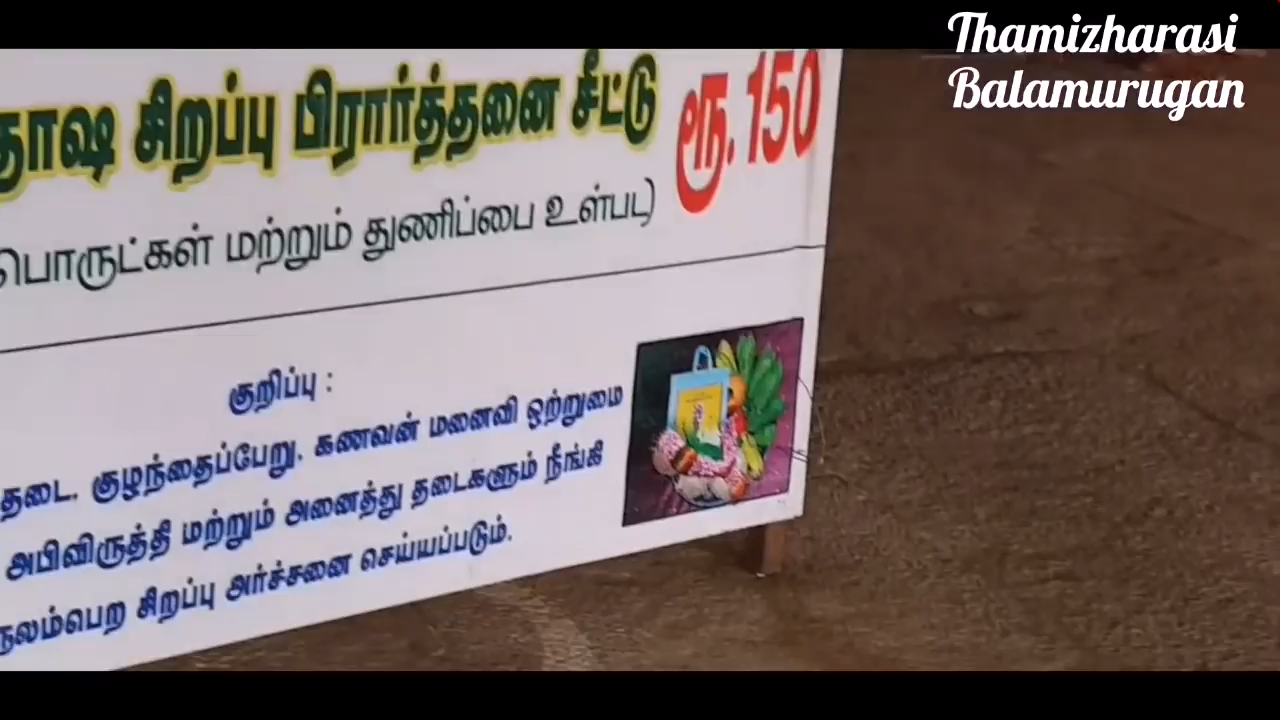 Thamizharasi
Balamurugan
சிறப்பு பிரார்த்தனை சீட்டு ரூ. 150
பொருட்கள் மற்றும் துணிப்பை உள்பட)
குறிப்பு :
தடை, குழந்தைப்பேறு, கணவன் மனைவி ஒற்றுமை
அபிவிருத்தி மற்றும் அனைத்து தடைகளும் நீங்கி
நலம்பெற சிறப்பு அர்ச்சனை செய்யப்படும்.